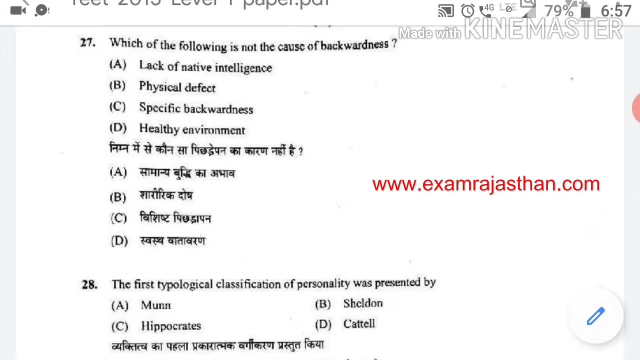 Teet 2015 Level 1 paper.pdf
4G
79%
6:57
Made with KINEMASTER
27. Which of the following is not the cause of backwardness ?
(A) Lack of native intelligence
(B) Physical defect
(C) Specific backwardness
(D) Healthy environment
निम्न में से कौन सा पिछड़ेपन का कारण नहीं है ?
(A) सामान्य बुद्धि का अभाव
www.examrajasthan.com
(B) शारीरिक दोष
(C) विशिष्ट पिछड़ापन
(D) स्वस्थ वातावरण
28. The first typological classification of personality was presented by
(A) Munn
(B) Sheldon
(C) Hippocrates
(D) Cattell
व्यक्तित्व का पहला प्रकारात्मक वर्गीकरण प्रस्तुत किया